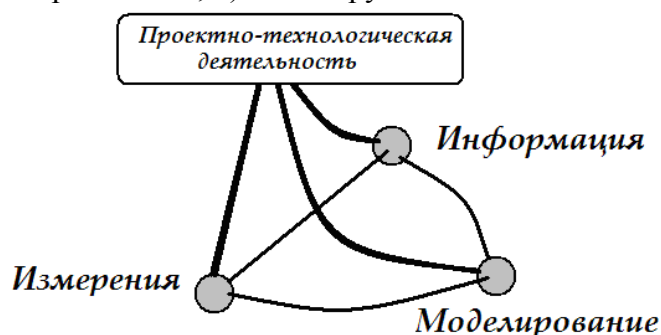 Проектно-технологическая
деятельность
Информация
Измерения
Моделирование